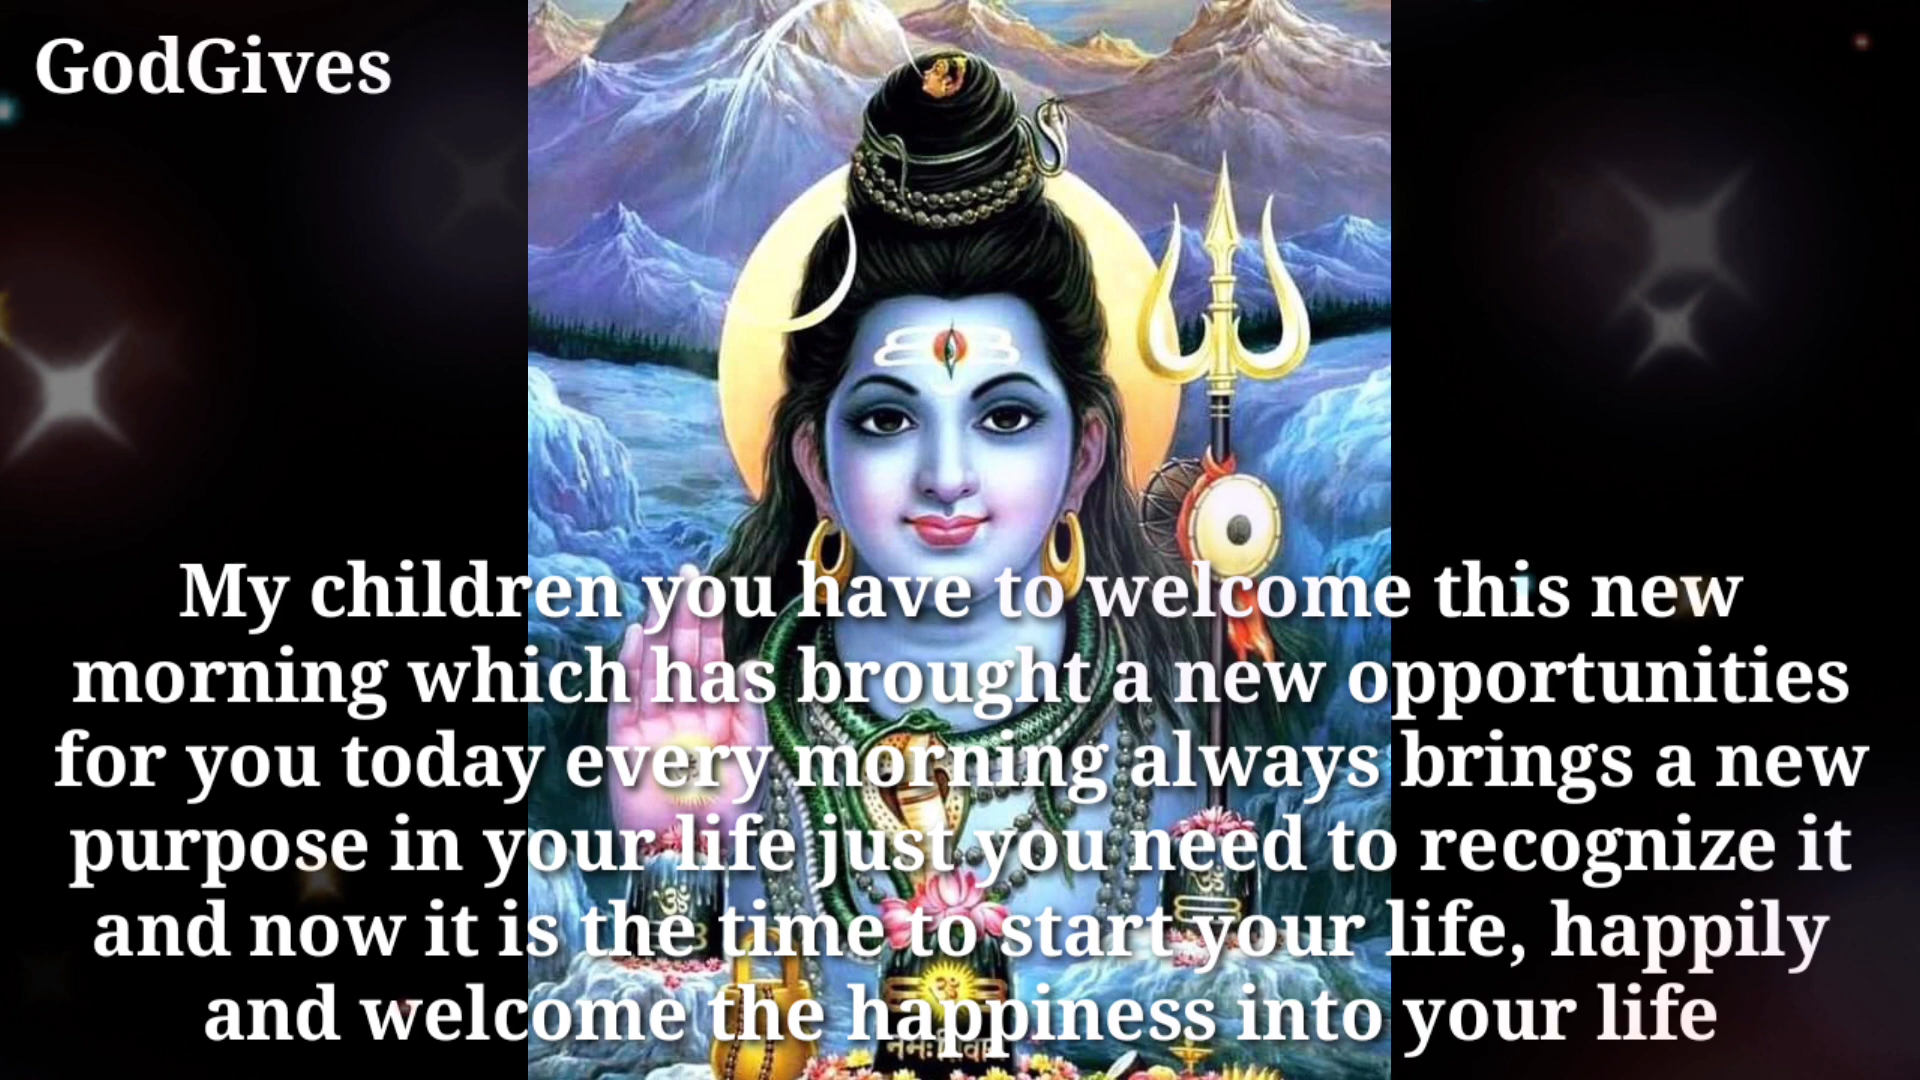 GodGives
My children you have to welcome this new
morning which has brought a new opportunities
for you today every morning always brings a new
purpose in your life just you need to recognize it
and now it is the time to start your life, happily
and welcome the happiness into your life
ॐ
ॐ
ॐ